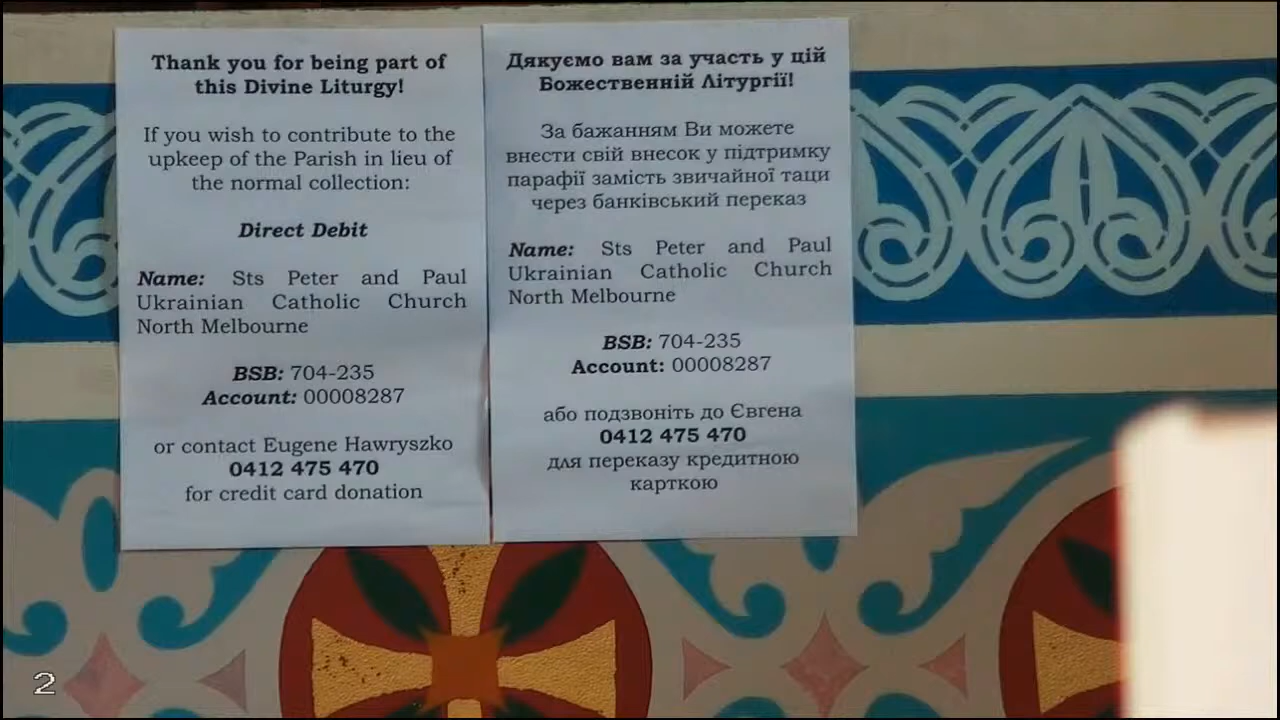 Thank you for being part of
this Divine Liturgy!
If you wish to contribute to the
upkeep of the Parish in lieu of
the normal collection:
Direct Debit
Name: Sts Peter and Paul
Ukrainian Catholic Church
North Melbourne
BSB: 704-235
Account: 00008287
or contact Eugene Hawryszko
0412 475 470
for credit card donation
Дякуємо вам за участь у цій
Божественній Літургії!
За бажанням Ви можете
внести свій внесок у підтримку
парафії замість звичайної таци
через банківський переказ
Name: Sts Peter and Paul
Ukrainian Catholic Church
North Melbourne
BSB: 704-235
Account: 00008287
або подзвоніть до Євгена
0412 475 470
для переказу кредитною
карткою
2